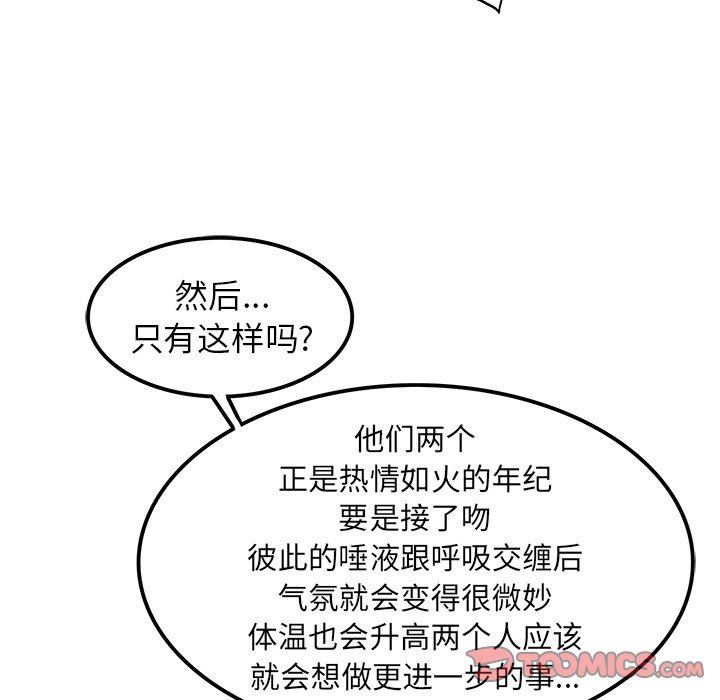 然后...
只有这样吗?
他们两个
正是热情如火的年纪
要是接了吻
彼此的唾液跟呼吸交缠后
气氛就会变得很微妙
体温也会升高两个人应该
就会想做更进一步的事...
TOOMICS.COM